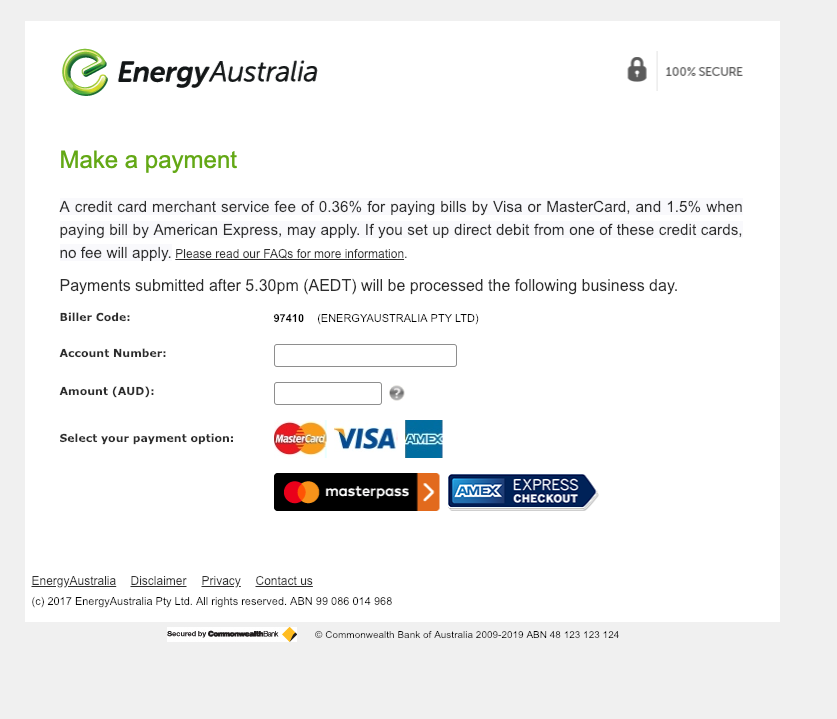 EnergyAustralia
100% SECURE
Make a payment
A credit card merchant service fee of 0.36% for paying bills by Visa or MasterCard, and 1.5% when
paying bill by American Express, may apply. If you set up direct debit from one of these credit cards,
no fee will apply. Please read our FAQs for more information.
Payments submitted after 5.30pm (AEDT) will be processed the following business day.
Biller Code: 97410 (ENERGYAUSTRALIA PTY LTD)
Account Number:
Amount (AUD): ?
Select your payment option: MasterCard VISA AMEX
masterpass AMEX EXPRESS
CHECKOUT
EnergyAustralia Disclaimer Privacy Contact us
(c) 2017 EnergyAustralia Pty Ltd. All rights reserved. ABN 99 086 014 968
Secured by CommonwealthBank © Commonwealth Bank of Australia 2009-2019 ABN 48 123 123 124